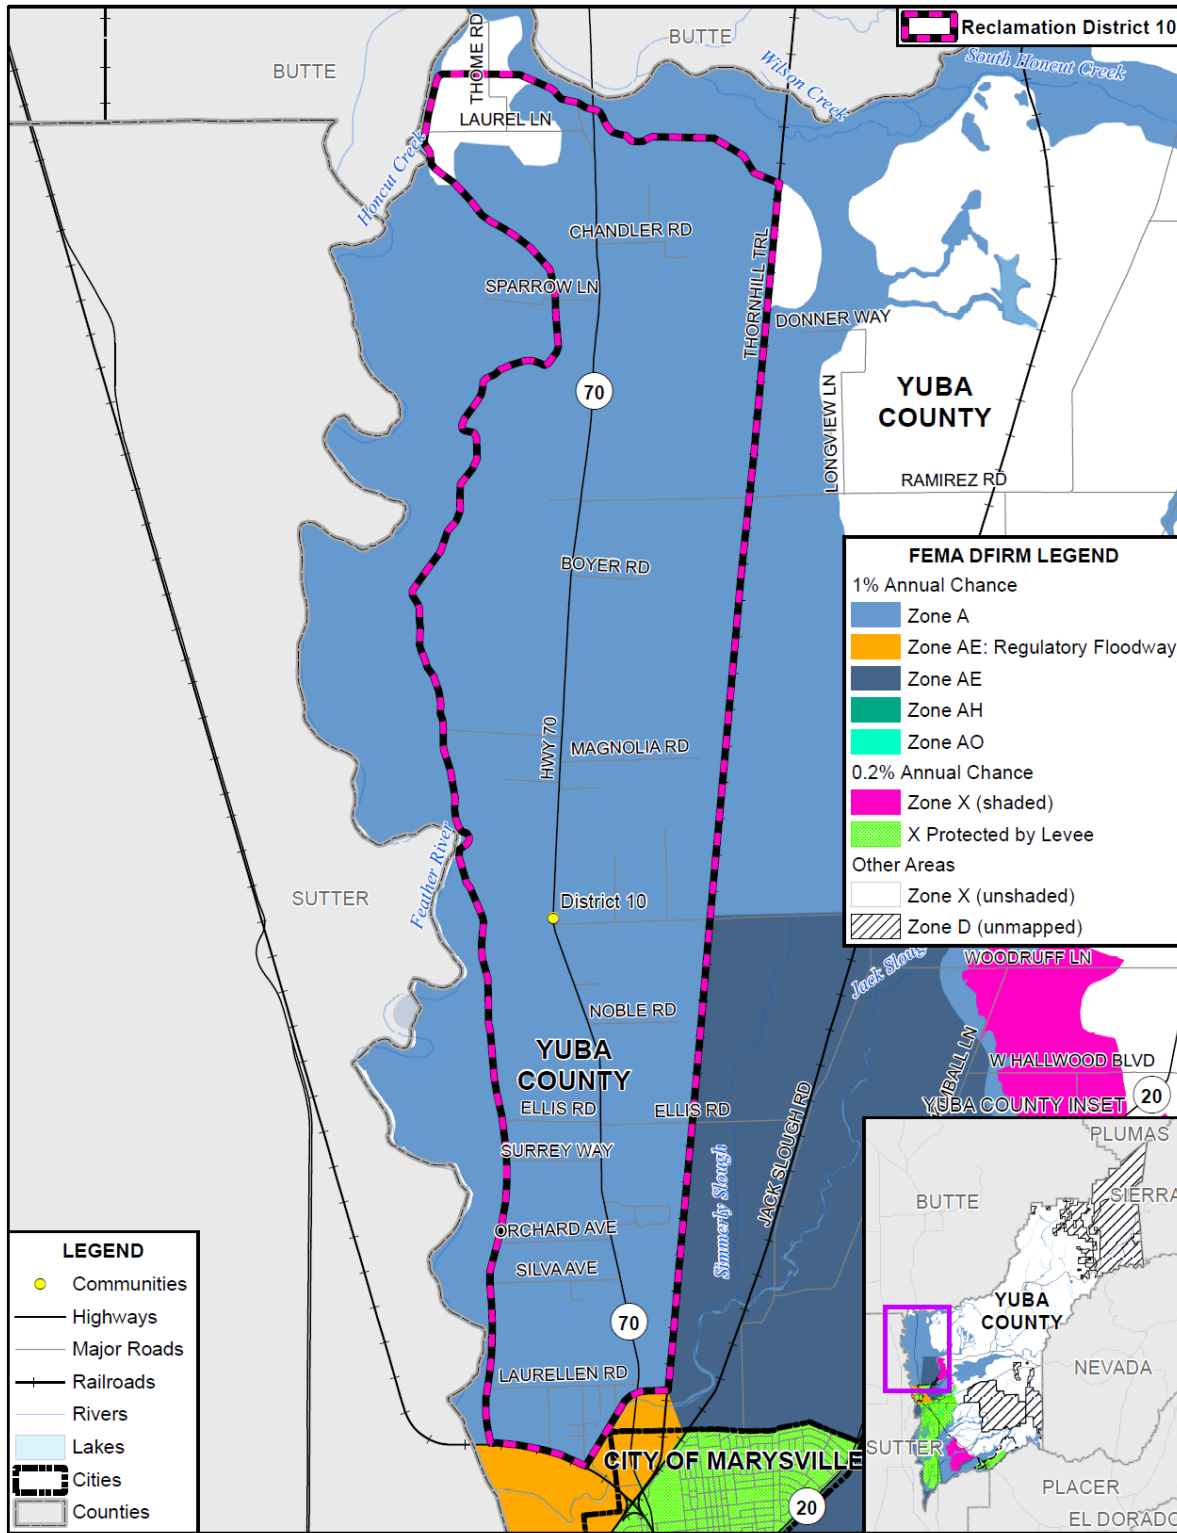 Reclamation District 10
BUTTE
BUTTE
THOME RD
Wilson Creek
South Honcut Creek
LAUREL LN
Honcut Creek
CHANDLER RD
SPARROW LN
THORNHILL TRL
DONNER WAY
70
LONGVIEW LN
YUBA
COUNTY
RAMIREZ RD
BOYER RD
FEMA DFIRM LEGEND
1% Annual Chance
Zone A
Zone AE: Regulatory Floodway
Zone AE
Zone AH
Zone AO
0.2% Annual Chance
Zone X (shaded)
X Protected by Levee
Other Areas
Zone X (unshaded)
Zone D (unmapped)
HWY 70
MAGNOLIA RD
SUTTER
Feather River
District 10
Jack Sloug
WOODRUFF LN
NOBLE RD
YUBA
COUNTY
W HALLWOOD BLVD
MBALL LN
YUBA COUNTY INSET
20
ELLIS RD
ELLIS RD
SURREY WAY
Simmerly Slough
JACK SLOUGH RD
ORCHARD AVE
SILVA AVE
70
LAURELLEN RD
CITY OF MARYSVILLE
20
PLUMAS
BUTTE
SIERRA
YUBA
COUNTY
NEVADA
SUTTER
PLACER
EL DORADO
LEGEND
Communities
Highways
Major Roads
Railroads
Rivers
Lakes
Cities
Counties